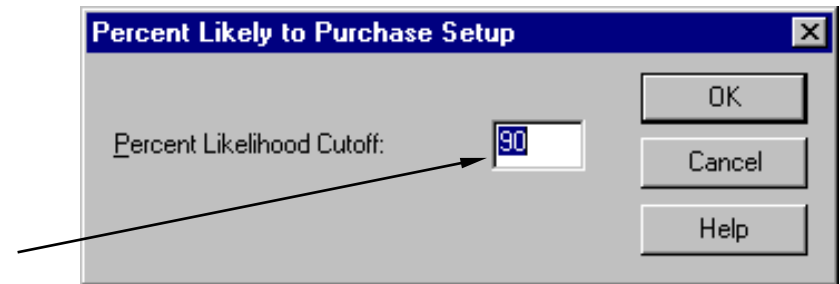 Percent Likely to Purchase Setup
Percent Likelihood Cutoff:
90
OK
Cancel
Help